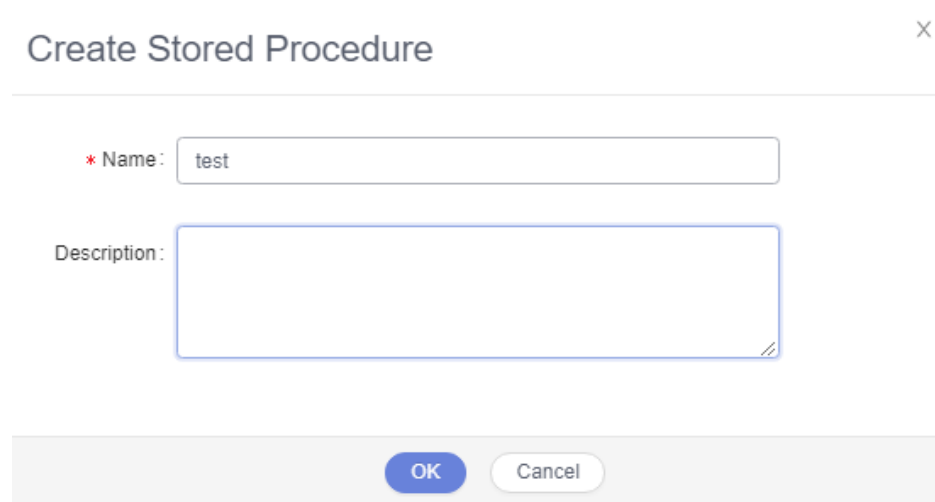 Create Stored Procedure
X
* Name:
test
Description:
OK Cancel